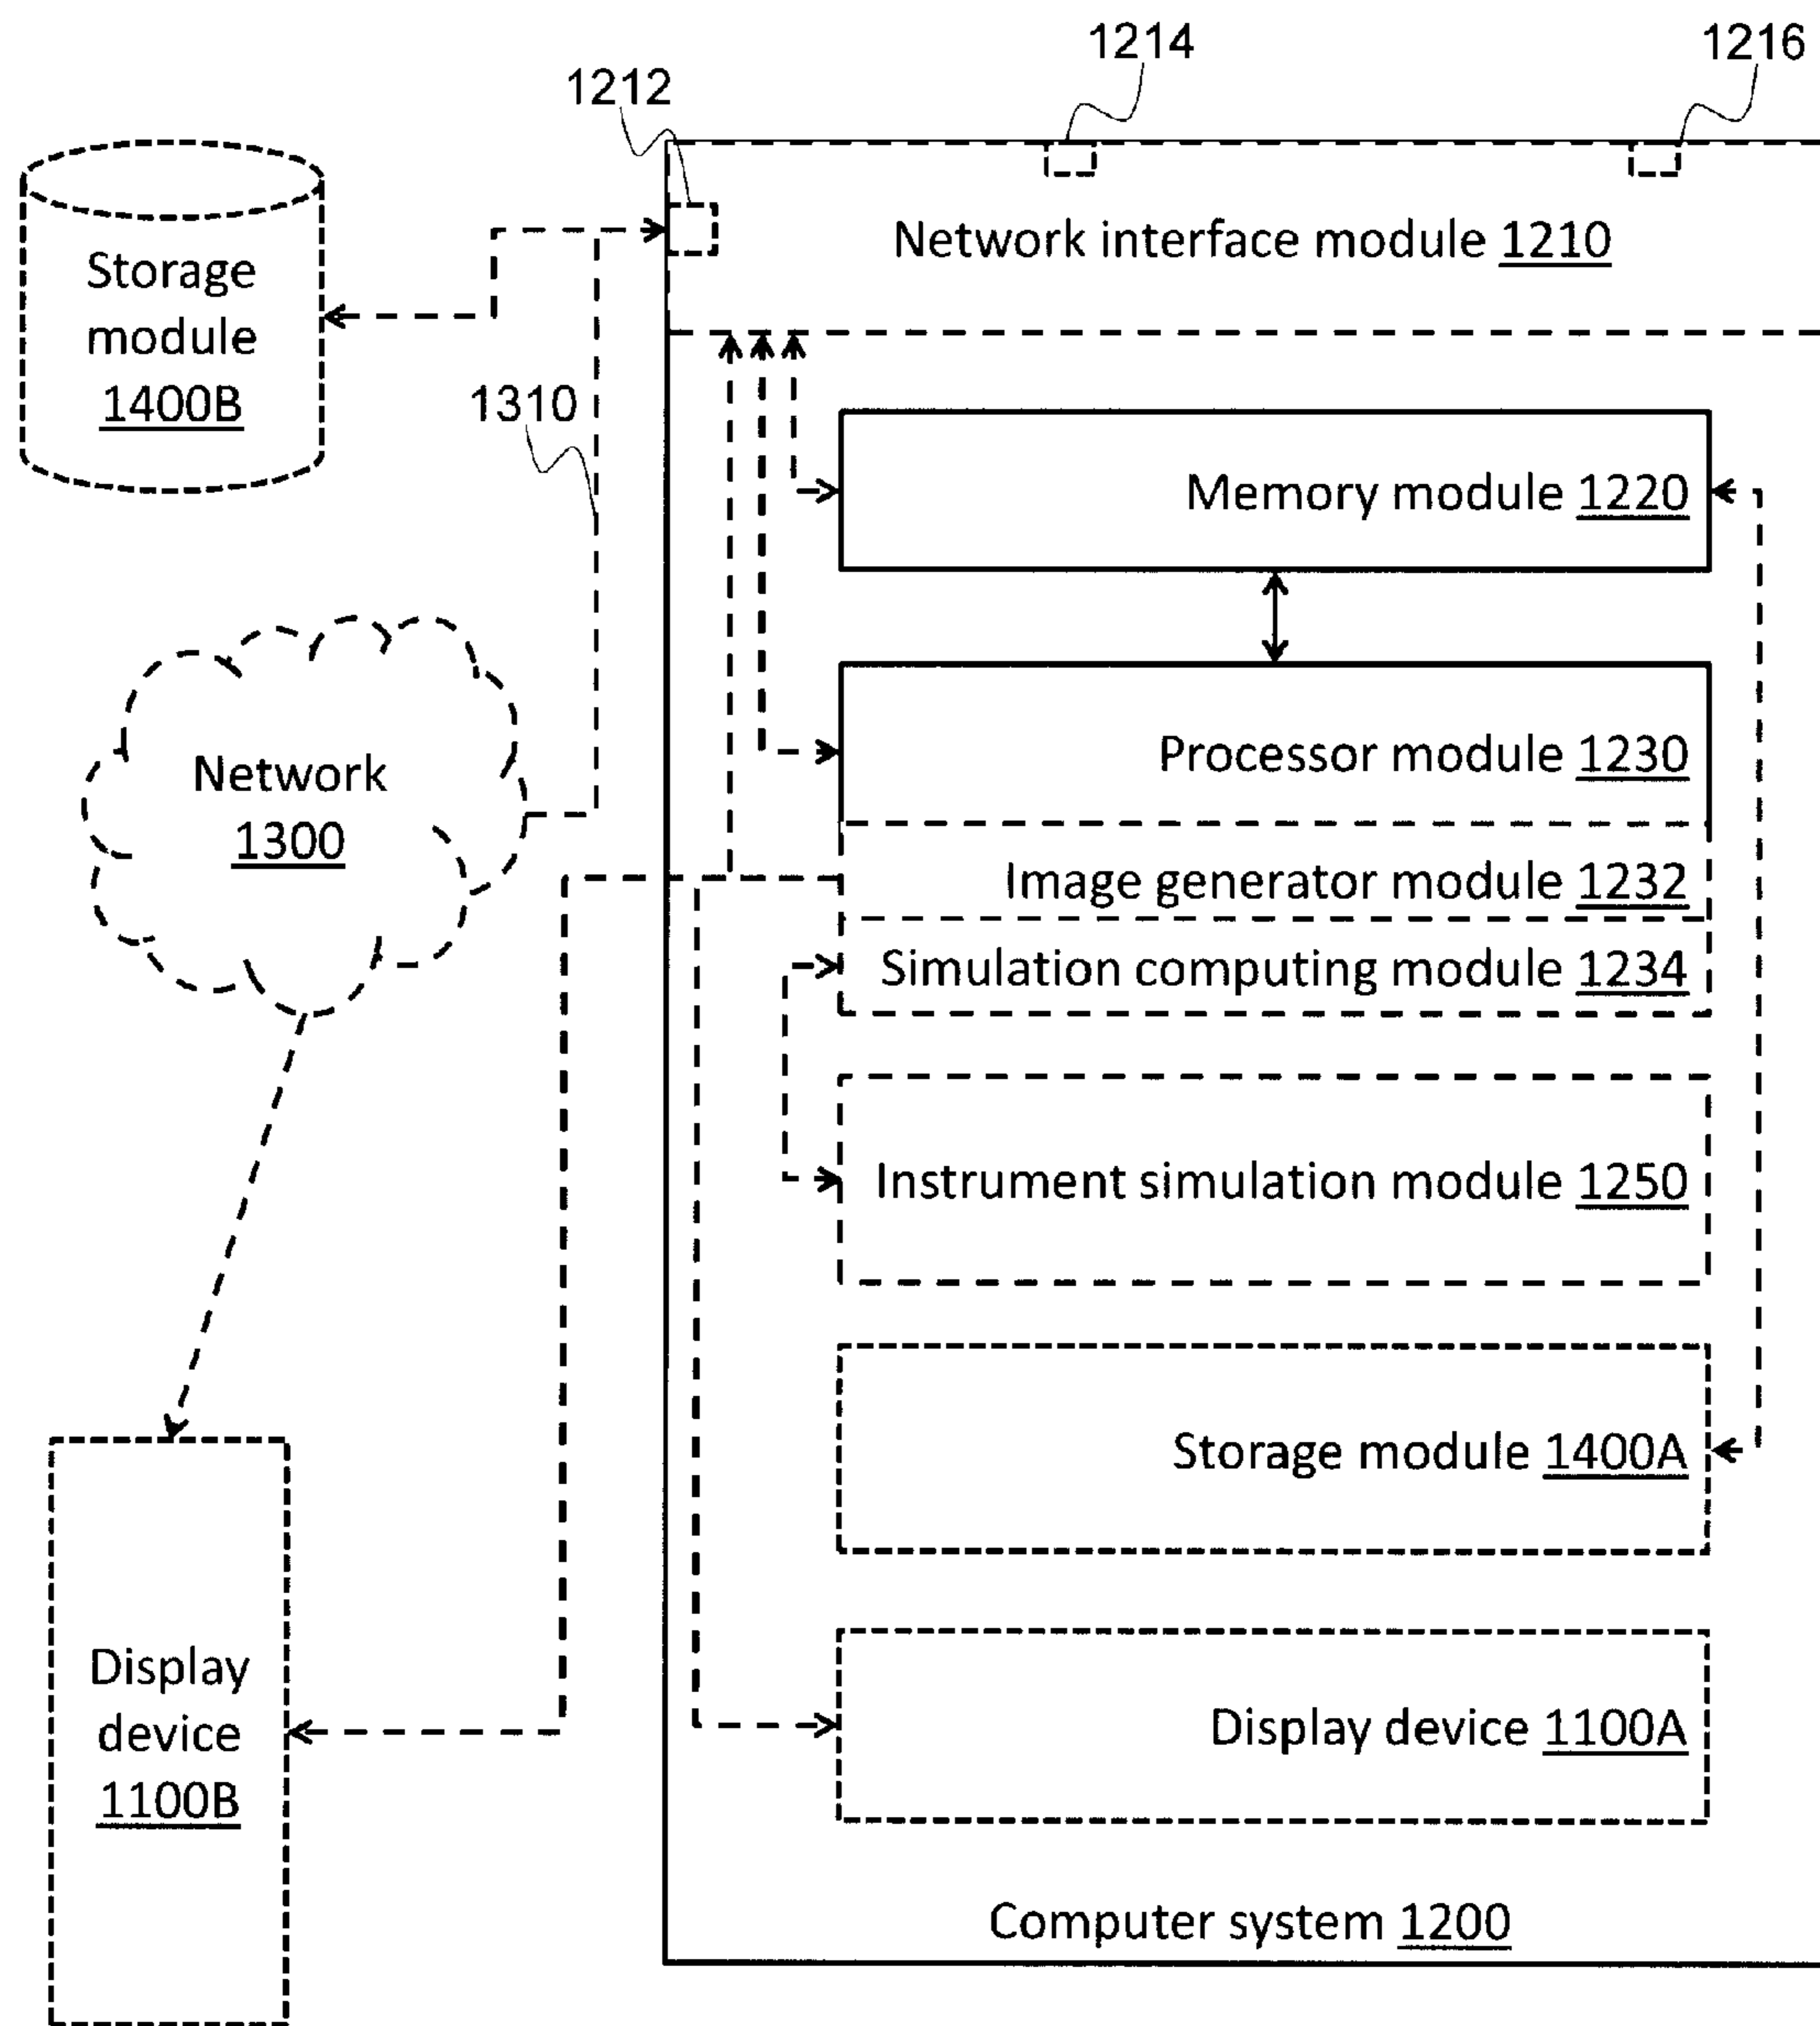 1214
1216
1212
Storage
module
1400B
Network interface module 1210
1310
Memory module 1220
Processor module 1230
Network
1300
Image generator module 1232
Simulation computing module 1234
Instrument simulation module 1250
Storage module 1400A
Display
device
1100B
Display device 1100A
Computer system 1200